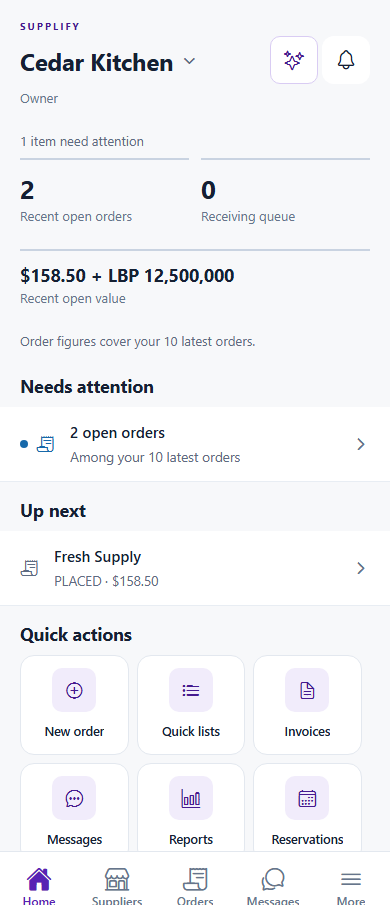 SUPPLIFY
Cedar Kitchen
Owner
1 item need attention
2
Recent open orders
0
Receiving queue
$158.50 + LBP 12,500,000
Recent open value
Order figures cover your 10 latest orders.
Needs attention
2 open orders
Among your 10 latest orders
Up next
Fresh Supply
PLACED · $158.50
Quick actions
New order
Quick lists
Invoices
Messages
Reports
Reservations
Home
Suppliers
Orders
Messages
More